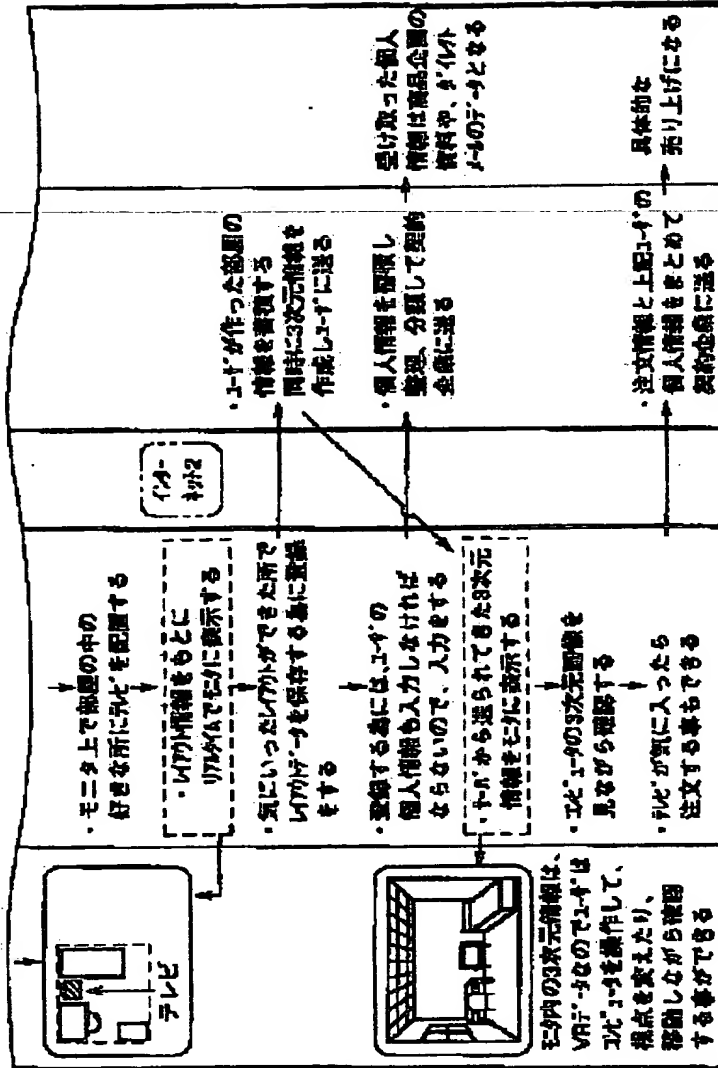 テレビ
モニタ内の3次元情報は、
VRデータなのでユーザは
コンピュータを操作して、
視点を変えたり、
移動しながら確認
する事ができる
・モニタ上で部屋の中の
好きな所にテレビを配置する
・レイアウト情報をもとに
リアルタイムでモニタに表示する
・気にいったレイアウトができた所で
レイアウトデータを保存する為に登録
をする
・登録する為には、ユーザの
個人情報も入力しなければ
ならないので、入力をする
・サーバから送られてきた3次元
情報をモニタに表示する
・コンピュータの3次元画像を
見ながら確認する
・テレビが気に入ったら
注文する事もできる
インター
ネット2
・ユーザが作った部屋の
情報を蓄積する
同時に3次元情報を
作成しユーザに送る
・個人情報を蓄積し
整理、分類して契約
企業に送る
・注文情報と上記ユーザの
個人情報をまとめて
契約企業に送る
受け取った個人
情報は商品企画の
資料や、ダイレクト
メールのデータとなる
具体的な
売り上げになる